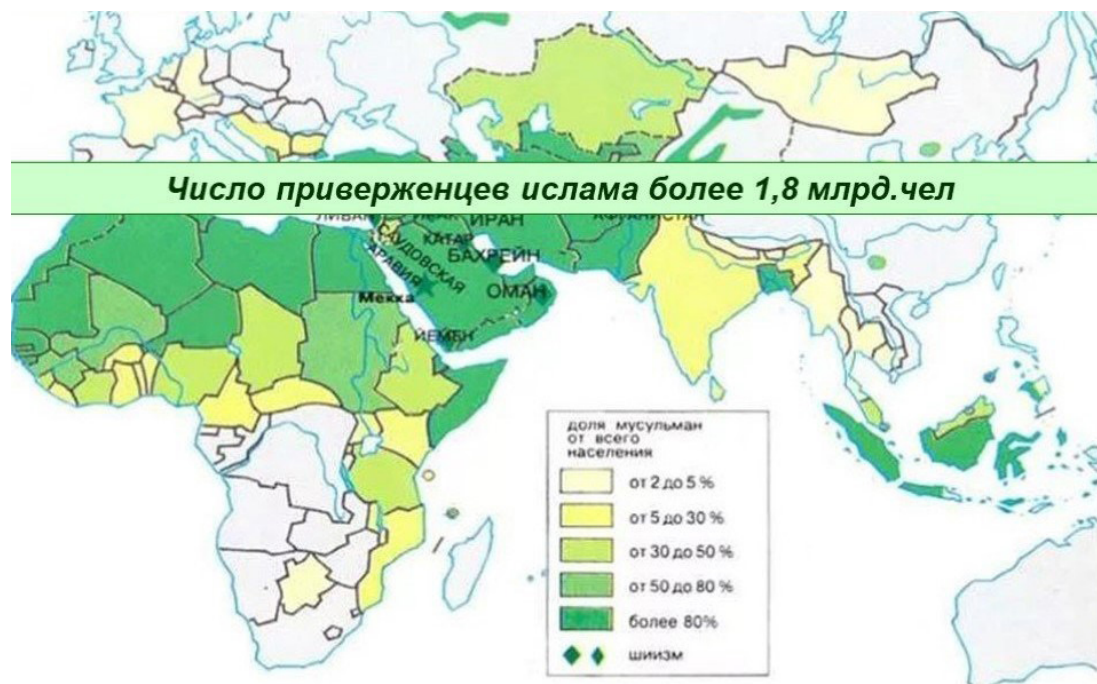 Число приверженцев ислама более 1,8 млрд.чел
ЛИВАН
ИРАН
АФГАНИСТАН
САУДОВСКАЯ
АРАВИЯ
КАТАР
БАХРЕЙН
Мекка
ОМАН
ЙЕМЕН
доля мусульман
от всего
населения
от 2 до 5 %
от 5 до 30 %
от 30 до 50 %
от 50 до 80 %
более 80%
шиизм